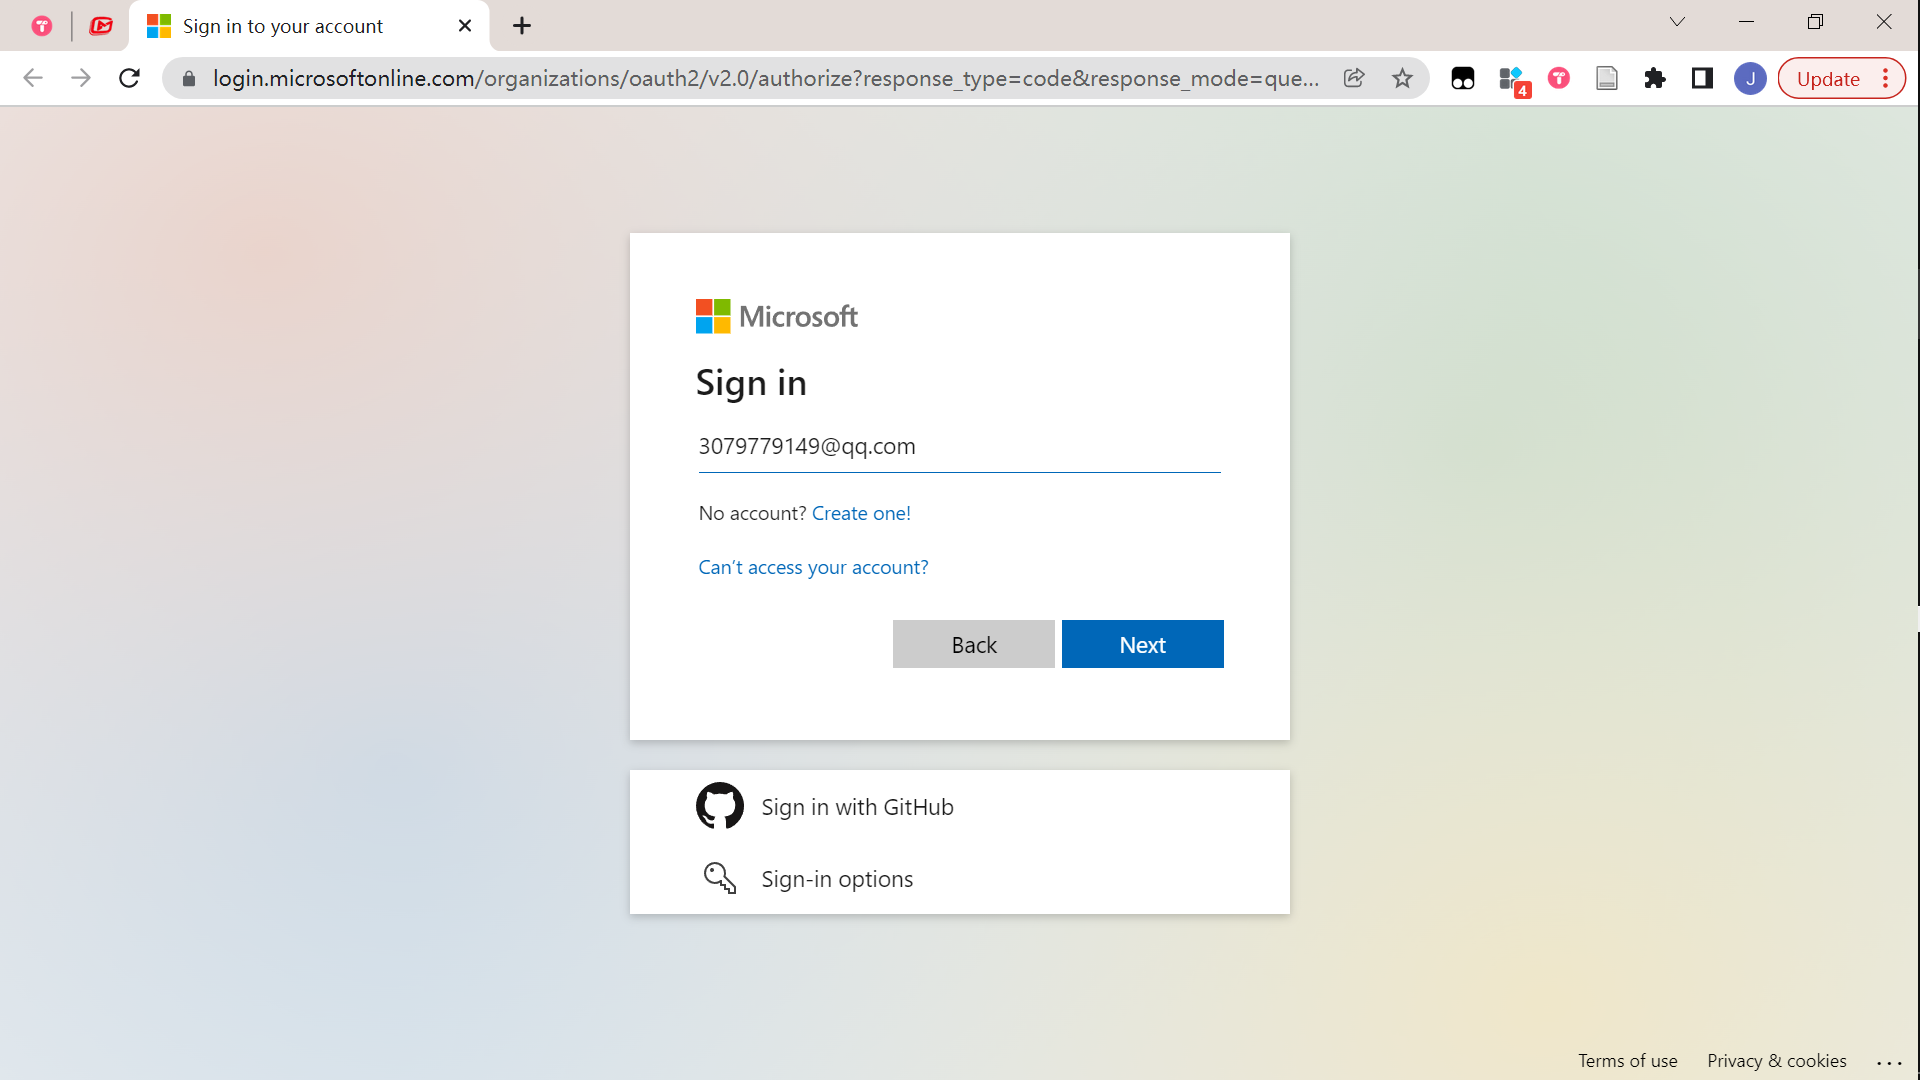 Sign in to your account
login.microsoftonline.com/organizations/oauth2/v2.0/authorize?response_type=code&response_mode=que...
4
J
Update
Microsoft
Sign in
3079779149@qq.com
No account? Create one!
Can't access your account?
Back
Next
Sign in with GitHub
Sign-in options
Terms of use
Privacy & cookies
...